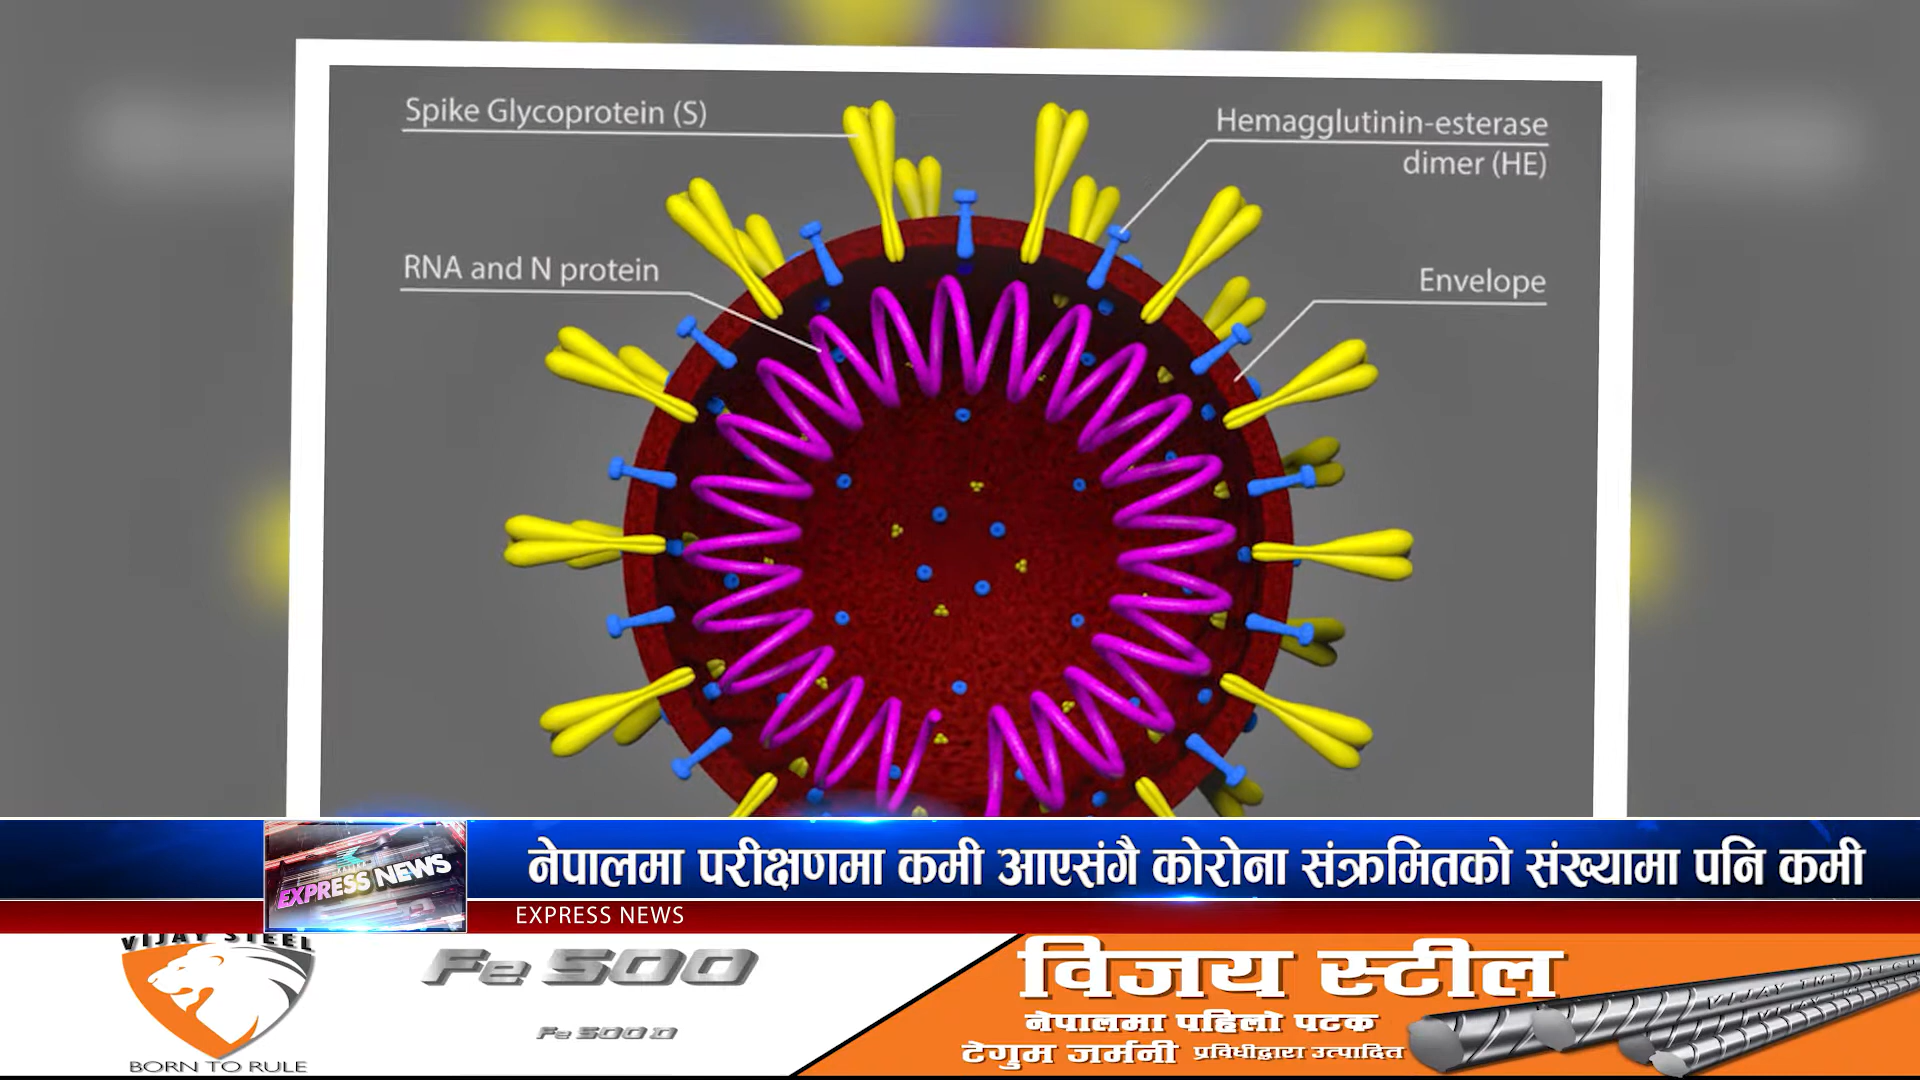 Spike Glycoprotein (S)
Hemagglutinin-esterase
dimer (HE)
RNA and N protein
Envelope
नेपालमा परीक्षणमा कमी आएसंगै कोरोना संक्रमितको संख्यामा पनि कमी
EXPRESS NEWS
EXPRESS NEWS
VIJAY STEEL
BORN TO RULE
Fe 500
Fe 500 D
विजय स्टील
नेपालमा पहिलो पटक
टेगुम जर्मनी प्रविधीद्वारा उत्पादित